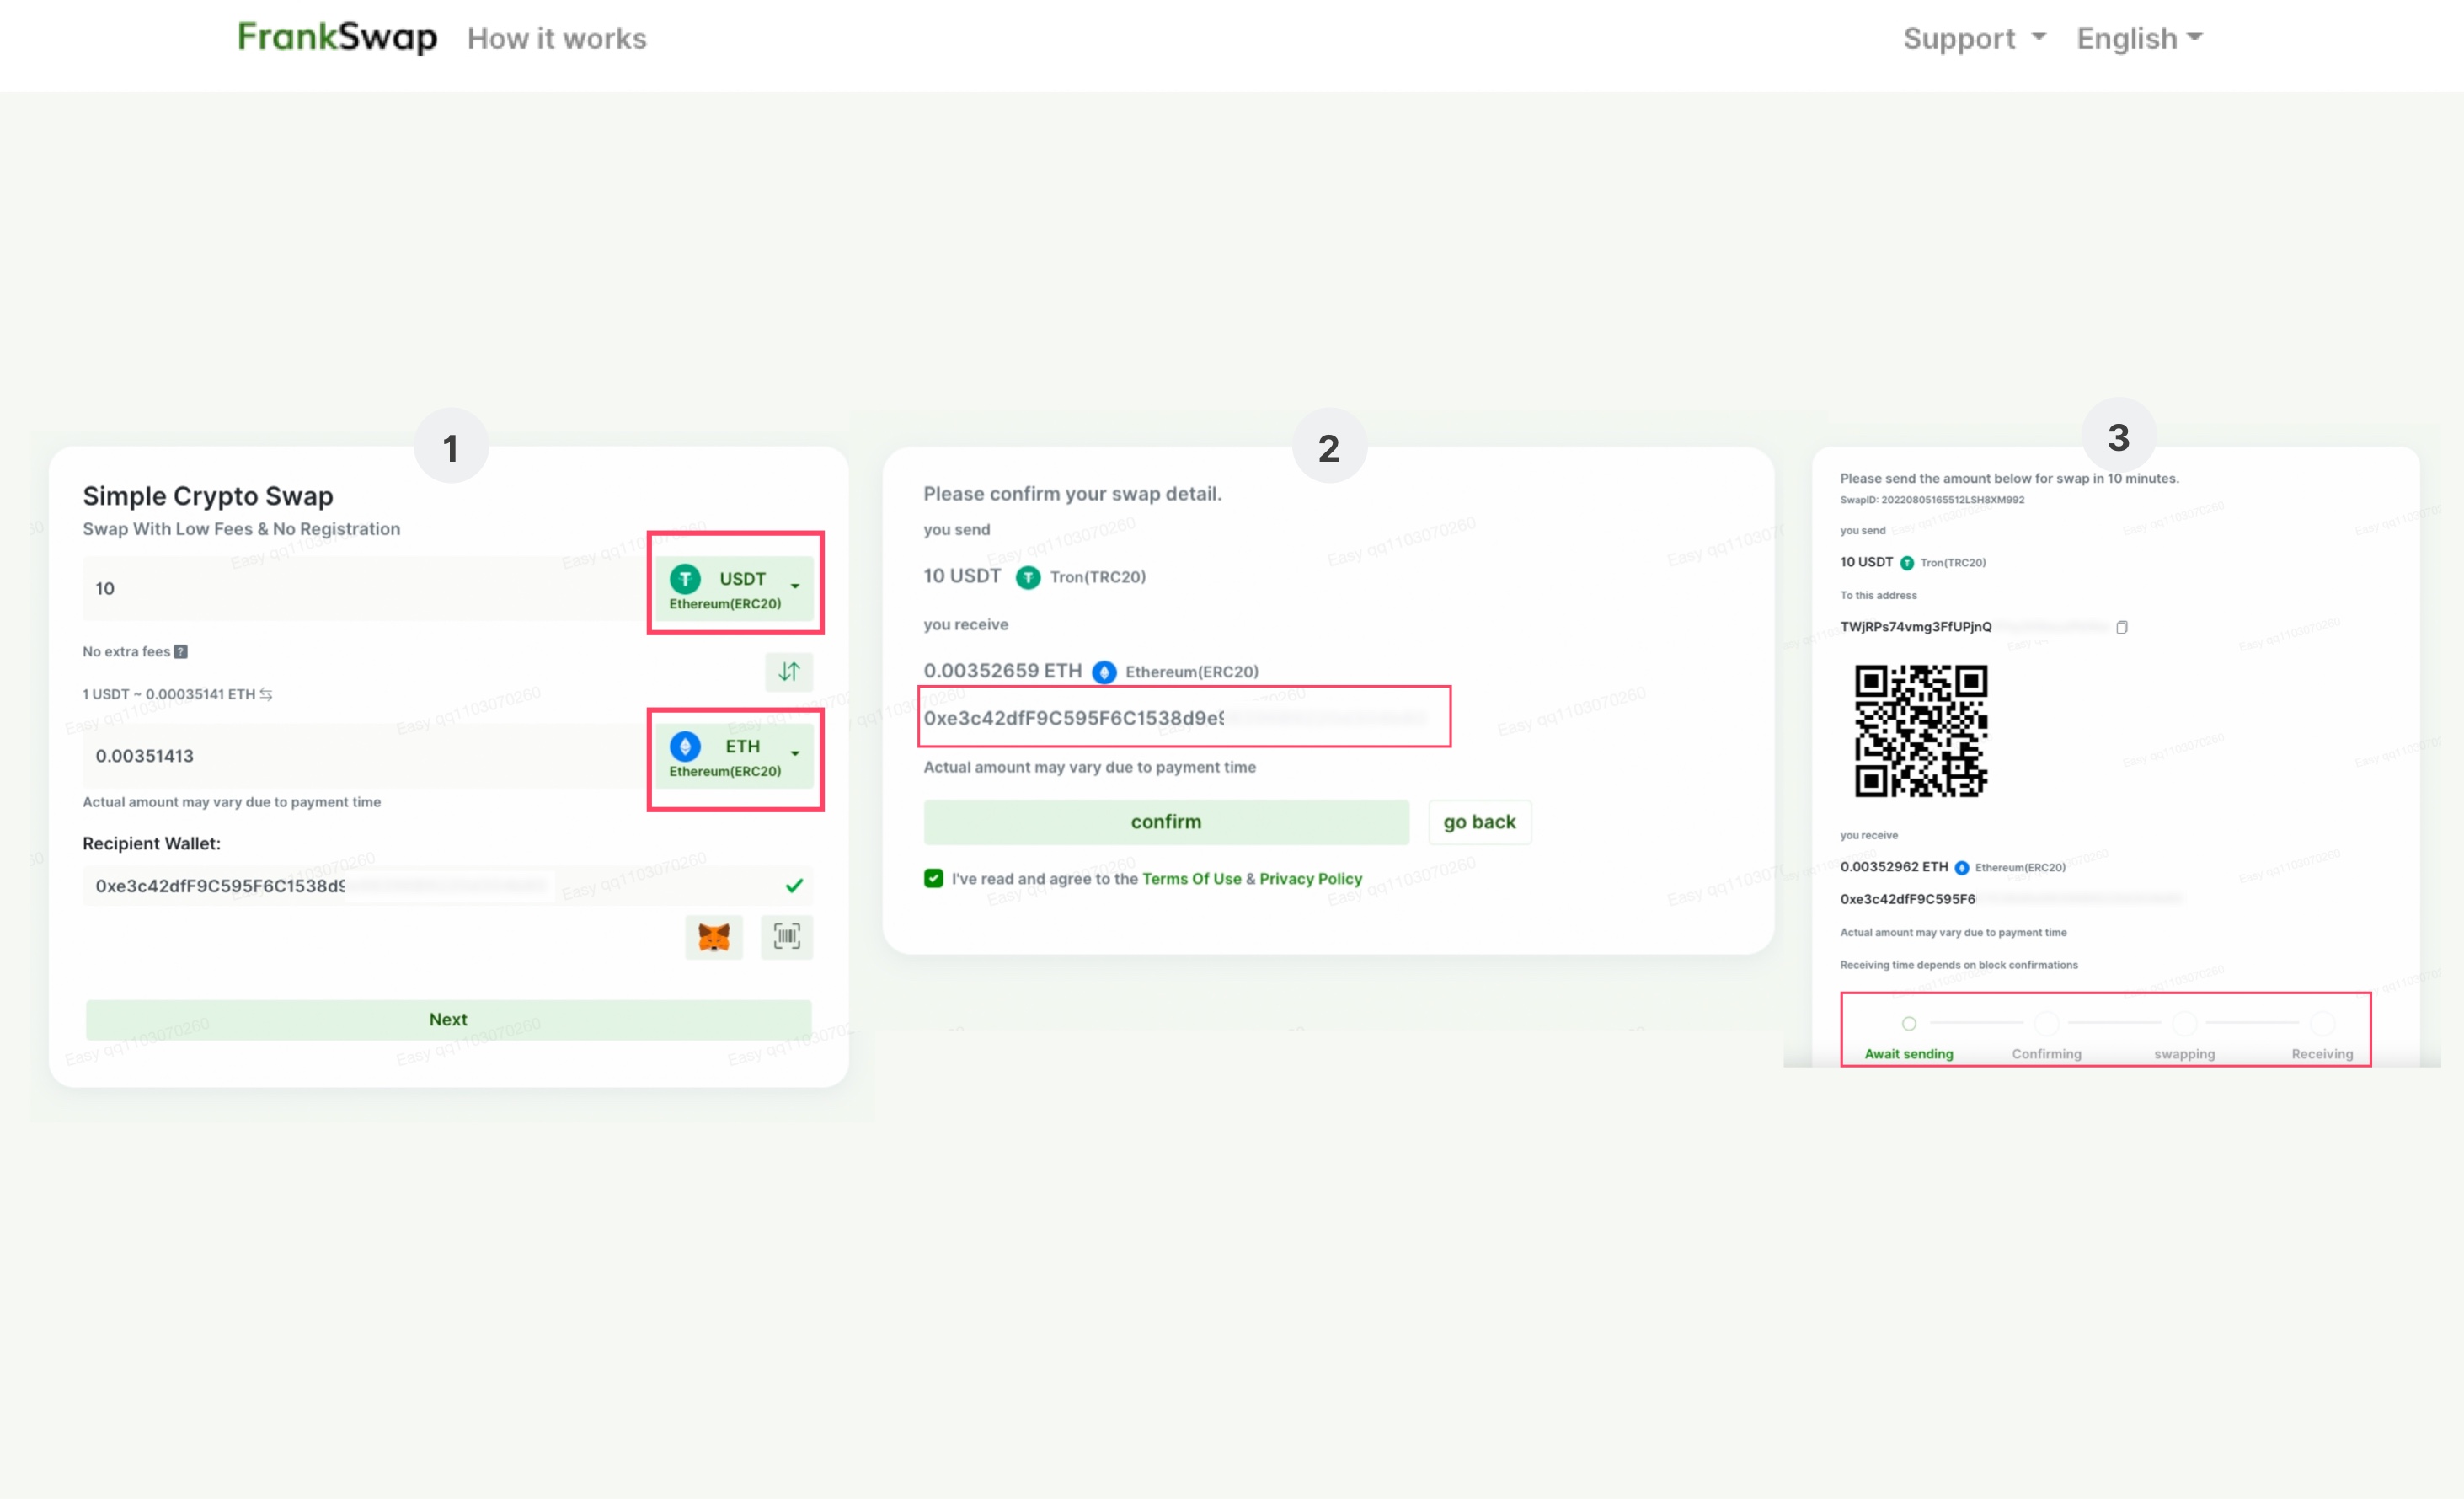 FrankSwap How it works Support English
1
Simple Crypto Swap
Swap With Low Fees & No Registration
10 USDT
Ethereum(ERC20)
No extra fees ?
1 USDT ~ 0.00035141 ETH
0.00351413 ETH
Ethereum(ERC20)
Actual amount may vary due to payment time
Recipient Wallet:
0xe3c42dfF9C595F6C1538d9
Next
2
Please confirm your swap detail.
you send
10 USDT Tron(TRC20)
you receive
0.00352659 ETH Ethereum(ERC20)
0xe3c42dfF9C595F6C1538d9e9
Actual amount may vary due to payment time
confirm go back
I've read and agree to the Terms Of Use & Privacy Policy
3
Please send the amount below for swap in 10 minutes.
SwapID: 20220805165512LSH8XM992
you send
10 USDT Tron(TRC20)
To this address
TWjRPs74vmg3FfUPjnQ
you receive
0.00352962 ETH Ethereum(ERC20)
0xe3c42dfF9C595F6
Actual amount may vary due to payment time
Receiving time depends on block confirmations
Await sending Confirming swapping Receiving
Easy qq1103070260